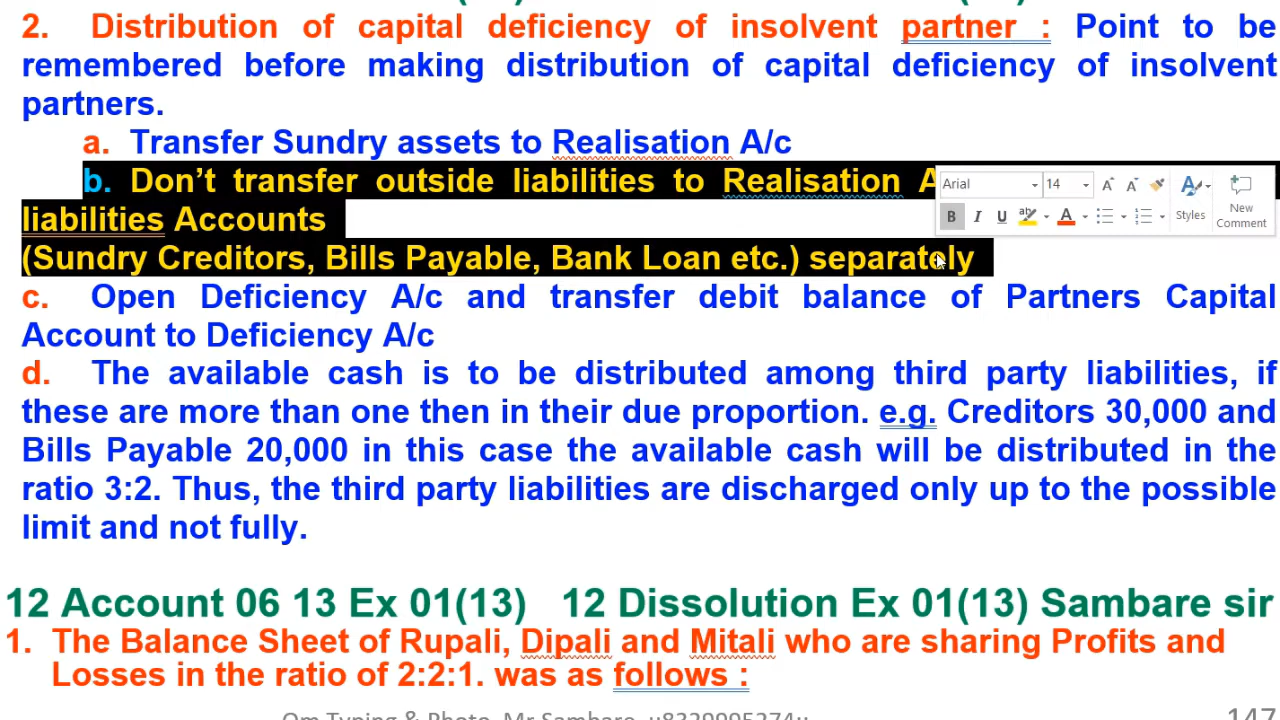 2. Distribution of capital deficiency of insolvent partner : Point to be
remembered before making distribution of capital deficiency of insolvent
partners.
a. Transfer Sundry assets to Realisation A/c
b. Don't transfer outside liabilities to Realisation A
Arial 14
liabilities Accounts
B I U ab A Styles New Comment
(Sundry Creditors, Bills Payable, Bank Loan etc.) separately
c. Open Deficiency A/c and transfer debit balance of Partners Capital
Account to Deficiency A/c
d. The available cash is to be distributed among third party liabilities, if
these are more than one then in their due proportion. e.g. Creditors 30,000 and
Bills Payable 20,000 in this case the available cash will be distributed in the
ratio 3:2. Thus, the third party liabilities are discharged only up to the possible
limit and not fully.
12 Account 06 13 Ex 01(13) 12 Dissolution Ex 01(13) Sambare sir
1. The Balance Sheet of Rupali, Dipali and Mitali who are sharing Profits and
Losses in the ratio of 2:2:1. was as follows :
Om Typing & Photo Mr Sambare
147